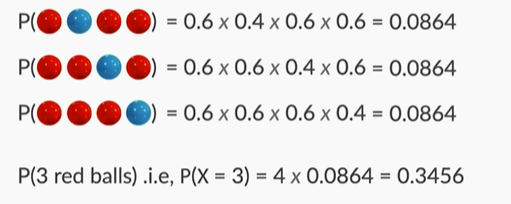 P( ) = 0.6 x 0.4 x 0.6 x 0.6 = 0.0864
P( ) = 0.6 x 0.6 x 0.4 x 0.6 = 0.0864
P( ) = 0.6 x 0.6 x 0.6 x 0.4 = 0.0864
P(3 red balls) .i.e, P(X = 3) = 4 x 0.0864 = 0.3456